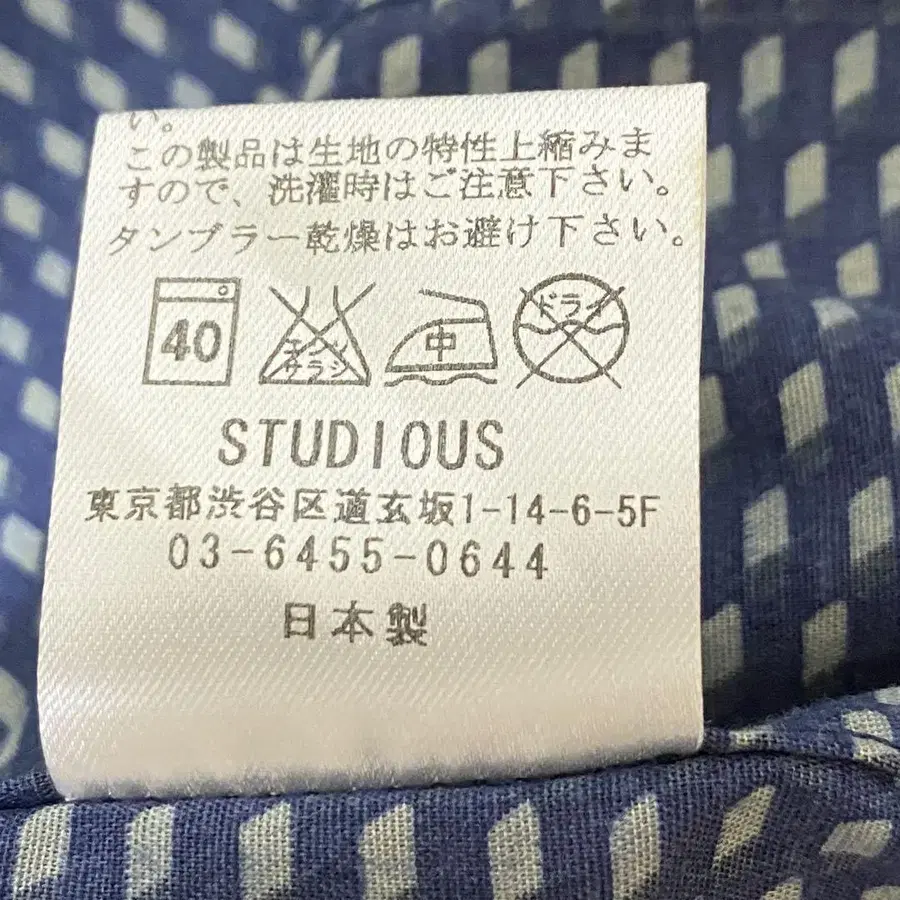 い。
この製品は生地の特性上縮みま
すので、洗濯時はご注意下さい。
タンブラー乾燥はお避け下さい。
40
エンソ
サラシ
中
ドライ
STUDIOUS
東京都渋谷区道玄坂1-14-6-5F
03-6455-0644
日本製